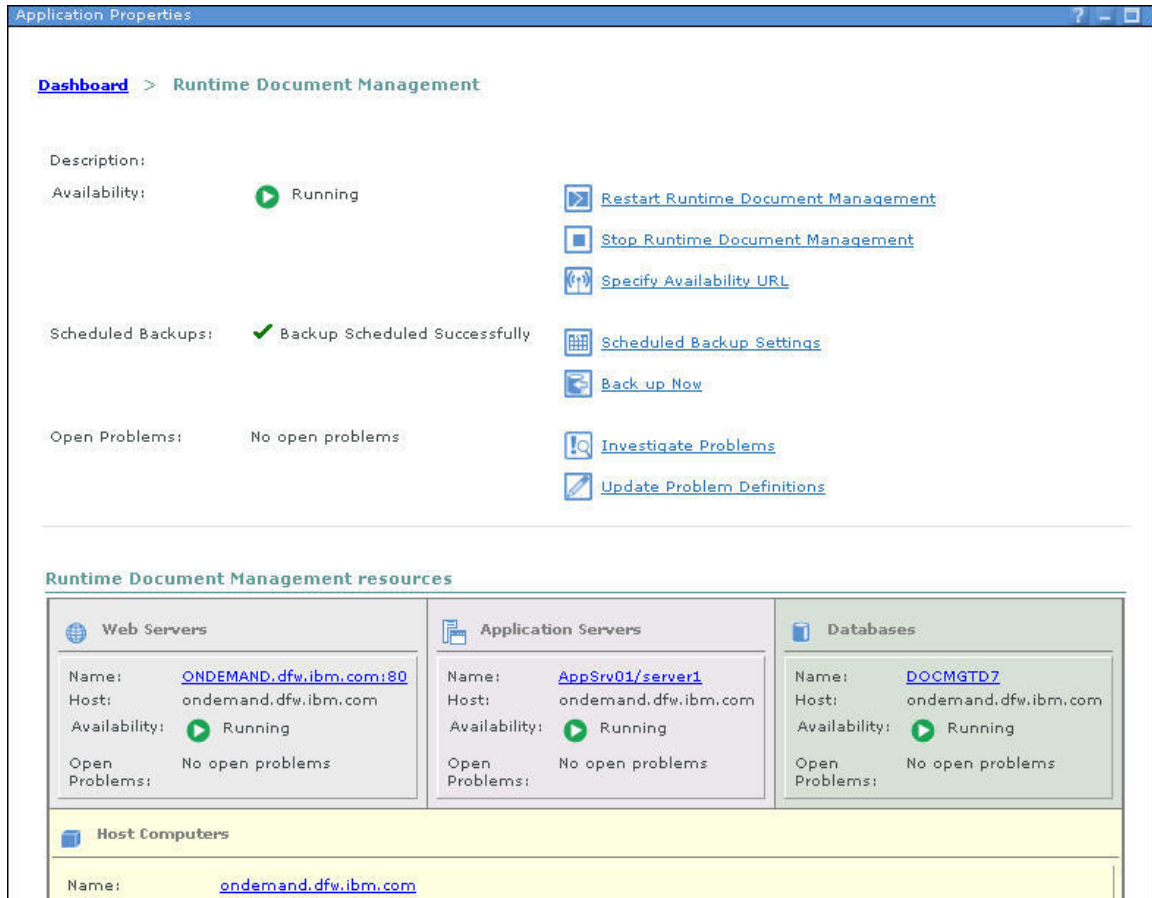 Application Properties
?
Dashboard > Runtime Document Management
Description:
Availability: Running
Restart Runtime Document Management
Stop Runtime Document Management
Specify Availability URL
Scheduled Backups: Backup Scheduled Successfully
Scheduled Backup Settings
Back up Now
Open Problems: No open problems
Investigate Problems
Update Problem Definitions
Runtime Document Management resources
Web Servers
Name: ONDEMAND.dfw.ibm.com:80
Host: ondemand.dfw.ibm.com
Availability: Running
Open Problems: No open problems
Application Servers
Name: AppSrv01/server1
Host: ondemand.dfw.ibm.com
Availability: Running
Open Problems: No open problems
Databases
Name: DOCMGTD7
Host: ondemand.dfw.ibm.com
Availability: Running
Open Problems: No open problems
Host Computers
Name: ondemand.dfw.ibm.com